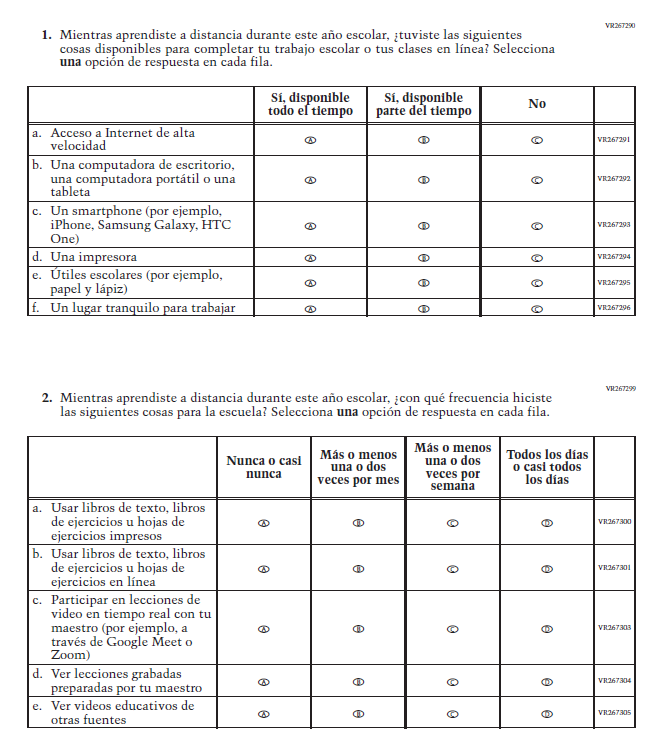 VR267290
1. Mientras aprendiste a distancia durante este año escolar, ¿tuviste las siguientes
cosas disponibles para completar tu trabajo escolar o tus clases en línea? Selecciona
una opción de respuesta en cada fila.
Sí, disponible
todo el tiempo
Sí, disponible
parte del tiempo
No
a. Acceso a Internet de alta
velocidad
A B C VR267291
b. Una computadora de escritorio,
una computadora portátil o una
tableta
A B C VR267292
c. Un smartphone (por ejemplo,
iPhone, Samsung Galaxy, HTC
One)
A B C VR267293
d. Una impresora A B C VR267294
e. Útiles escolares (por ejemplo,
papel y lápiz)
A B C VR267295
f. Un lugar tranquilo para trabajar A B C VR267296
VR267299
2. Mientras aprendiste a distancia durante este año escolar, ¿con qué frecuencia hiciste
las siguientes cosas para la escuela? Selecciona una opción de respuesta en cada fila.
Nunca o casi
nunca
Más o menos
una o dos
veces por mes
Más o menos
una o dos
veces por
semana
Todos los días
o casi todos
los días
a. Usar libros de texto, libros
de ejercicios u hojas de
ejercicios impresos
A B C D VR267300
b. Usar libros de texto, libros
de ejercicios u hojas de
ejercicios en línea
A B C D VR267301
c. Participar en lecciones de
video en tiempo real con tu
maestro (por ejemplo, a
través de Google Meet o
Zoom)
A B C D VR267303
d. Ver lecciones grabadas
preparadas por tu maestro
A B C D VR267304
e. Ver videos educativos de
otras fuentes
A B C D VR267305